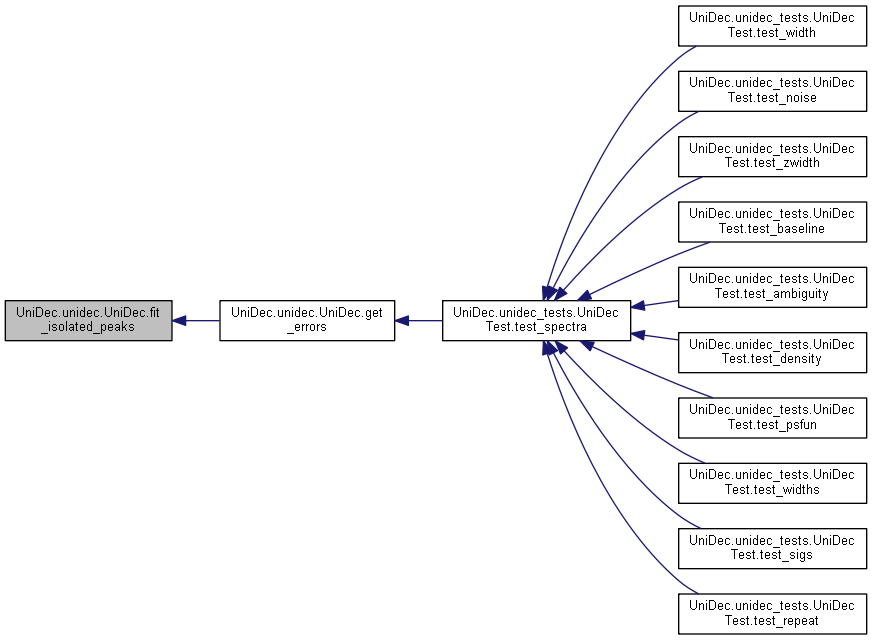 UniDec.unidec.UniDec.fit
_isolated_peaks
UniDec.unidec.UniDec.get
_errors
UniDec.unidec_tests.UniDec
Test.test_spectra
UniDec.unidec_tests.UniDec
Test.test_width
UniDec.unidec_tests.UniDec
Test.test_noise
UniDec.unidec_tests.UniDec
Test.test_zwidth
UniDec.unidec_tests.UniDec
Test.test_baseline
UniDec.unidec_tests.UniDec
Test.test_ambiguity
UniDec.unidec_tests.UniDec
Test.test_density
UniDec.unidec_tests.UniDec
Test.test_psfun
UniDec.unidec_tests.UniDec
Test.test_widths
UniDec.unidec_tests.UniDec
Test.test_sigs
UniDec.unidec_tests.UniDec
Test.test_repeat